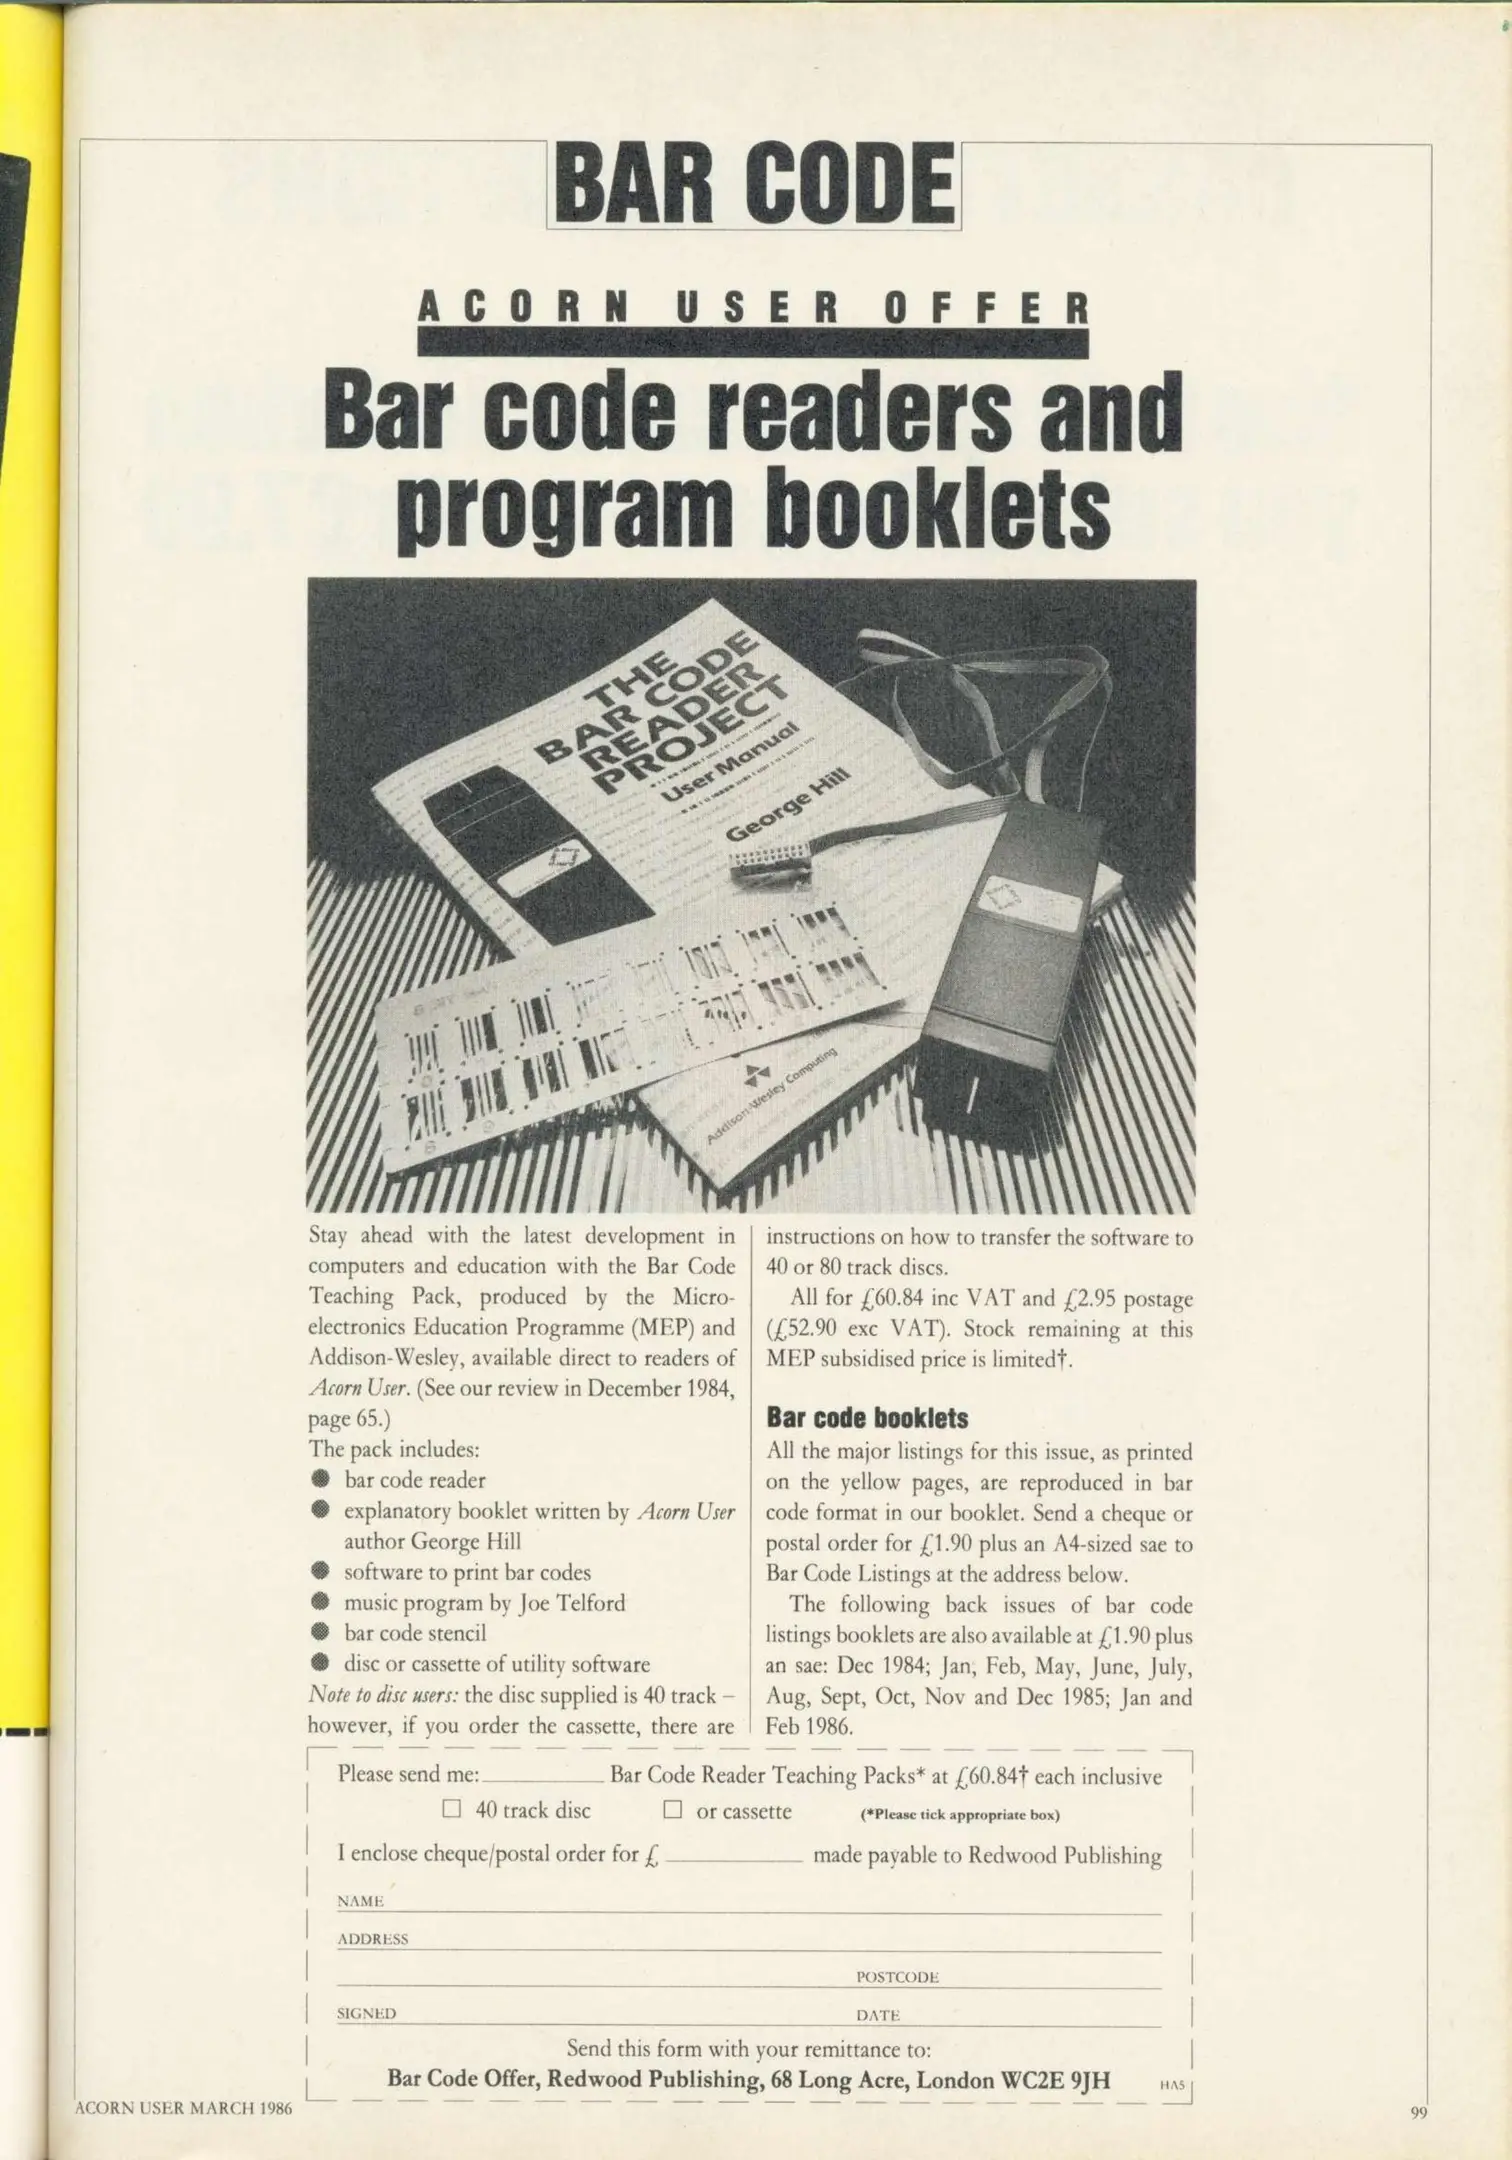 BAR CODE
ACORN USER OFFER
Bar code readers and
program booklets
THE
BAR CODE
READER
PROJECT
User Manual
George Hill
Addison-Wesley Computing
Stay ahead with the latest development in
computers and education with the Bar Code
Teaching Pack, produced by the Micro-
electronics Education Programme (MEP) and
Addison-Wesley, available direct to readers of
Acorn User. (See our review in December 1984,
page 65.)
The pack includes:
● bar code reader
● explanatory booklet written by Acorn User
author George Hill
● software to print bar codes
● music program by Joe Telford
● bar code stencil
● disc or cassette of utility software
Note to disc users: the disc supplied is 40 track –
however, if you order the cassette, there are
instructions on how to transfer the software to
40 or 80 track discs.
All for £60.84 inc VAT and £2.95 postage
(£52.90 exc VAT). Stock remaining at this
MEP subsidised price is limited†.
Bar code booklets
All the major listings for this issue, as printed
on the yellow pages, are reproduced in bar
code format in our booklet. Send a cheque or
postal order for £1.90 plus an A4-sized sae to
Bar Code Listings at the address below.
The following back issues of bar code
listings booklets are also available at £1.90 plus
an sae: Dec 1984; Jan, Feb, May, June, July,
Aug, Sept, Oct, Nov and Dec 1985; Jan and
Feb 1986.
Please send me: Bar Code Reader Teaching Packs* at £60.84† each inclusive
40 track disc or cassette (*Please tick appropriate box)
I enclose cheque/postal order for £ made payable to Redwood Publishing
NAME
ADDRESS
POSTCODE
SIGNED DATE
Send this form with your remittance to:
Bar Code Offer, Redwood Publishing, 68 Long Acre, London WC2E 9JH HA5
ACORN USER MARCH 1986 99